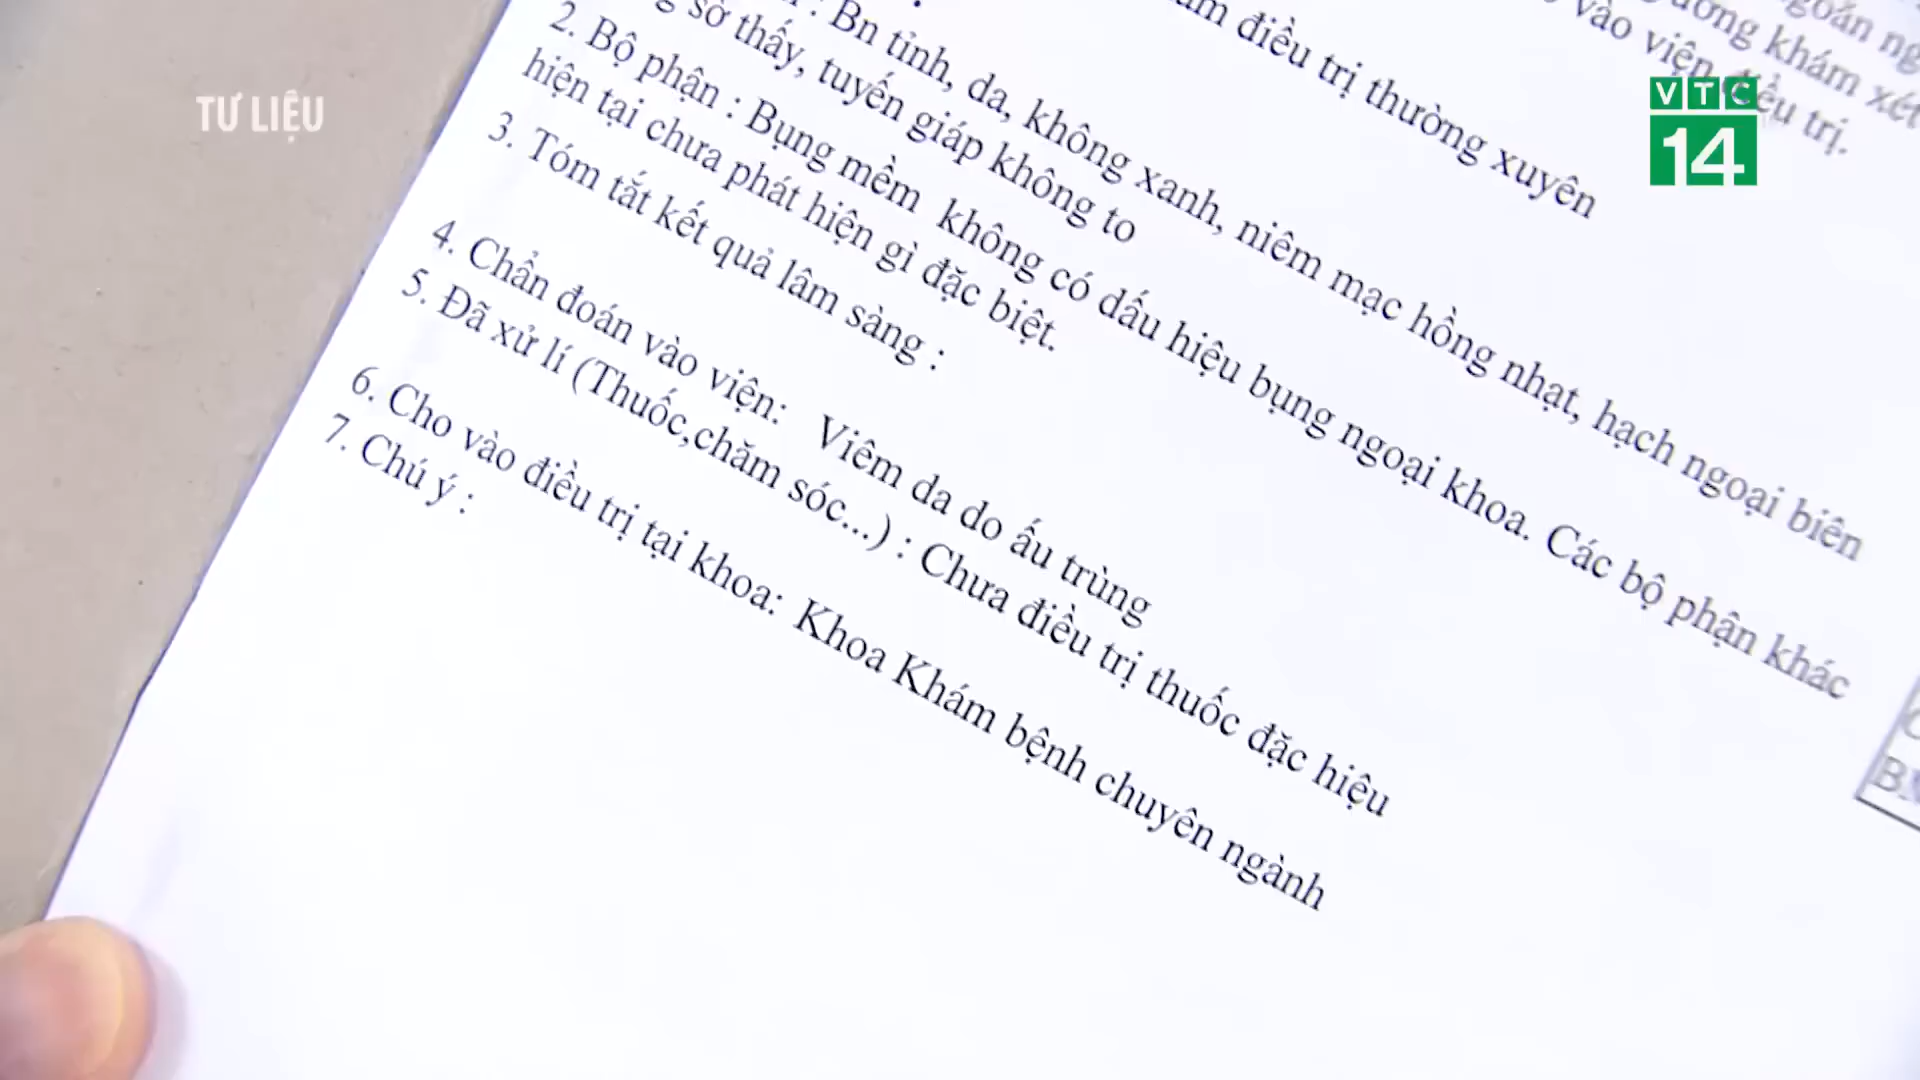 TƯ LIỆU
VTC
14
điều trị thường xuyên
: Bn tỉnh, da, không xanh, niêm mạc hồng nhạt, hạch ngoại biên
sờ thấy, tuyến giáp không to
2. Bộ phận : Bụng mềm không có dấu hiệu bụng ngoại khoa. Các bộ phận khác
hiện tại chưa phát hiện gì đặc biệt.
3. Tóm tắt kết quả lâm sàng :
4. Chẩn đoán vào viện: Viêm da do ấu trùng
5. Đã xử lí (Thuốc,chăm sóc...) : Chưa điều trị thuốc đặc hiệu
6. Cho vào điều trị tại khoa: Khoa Khám bệnh chuyên ngành
7. Chú ý :
khám xét
vào viện điều trị.